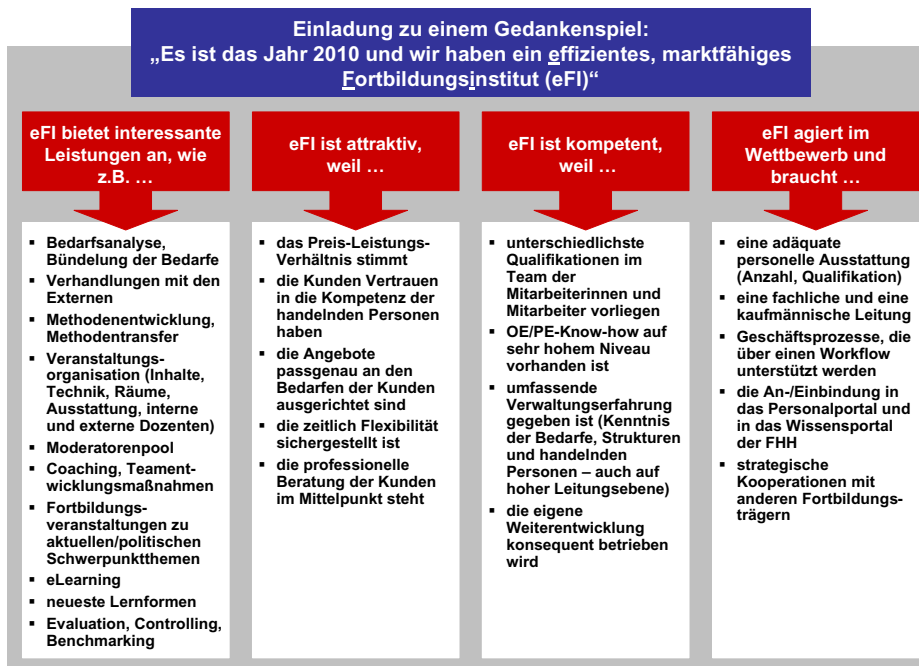 Einladung zu einem Gedankenspiel:
„Es ist das Jahr 2010 und wir haben ein effizientes, marktfähiges
Fortbildungsinstitut (eFI)“
eFI bietet interessante
Leistungen an, wie
z.B. …
▪ Bedarfsanalyse,
Bündelung der Bedarfe
▪ Verhandlungen mit den
Externen
▪ Methodenentwicklung,
Methodentransfer
▪ Veranstaltungs-
organisation (Inhalte,
Technik, Räume,
Ausstattung, interne
und externe Dozenten)
▪ Moderatorenpool
▪ Coaching, Teament-
wicklungsmaßnahmen
▪ Fortbildungs-
veranstaltungen zu
aktuellen/politischen
Schwerpunktthemen
▪ eLearning
▪ neueste Lernformen
▪ Evaluation, Controlling,
Benchmarking
eFI ist attraktiv,
weil …
▪ das Preis-Leistungs-
Verhältnis stimmt
▪ die Kunden Vertrauen
in die Kompetenz der
handelnden Personen
haben
▪ die Angebote
passgenau an den
Bedarfen der Kunden
ausgerichtet sind
▪ die zeitlich Flexibilität
sichergestellt ist
▪ die professionelle
Beratung der Kunden
im Mittelpunkt steht
eFI ist kompetent,
weil …
▪ unterschiedlichste
Qualifikationen im
Team der
Mitarbeiterinnen und
Mitarbeiter vorliegen
▪ OE/PE-Know-how auf
sehr hohem Niveau
vorhanden ist
▪ umfassende
Verwaltungserfahrung
gegeben ist (Kenntnis
der Bedarfe, Strukturen
und handelnden
Personen – auch auf
hoher Leitungsebene)
▪ die eigene
Weiterentwicklung
konsequent betrieben
wird
eFI agiert im
Wettbewerb und
braucht …
▪ eine adäquate
personelle Ausstattung
(Anzahl, Qualifikation)
▪ eine fachliche und eine
kaufmännische Leitung
▪ Geschäftsprozesse, die
über einen Workflow
unterstützt werden
▪ die An-/Einbindung in
das Personalportal und
in das Wissensportal
der FHH
▪ strategische
Kooperationen mit
anderen Fortbildungs-
trägern